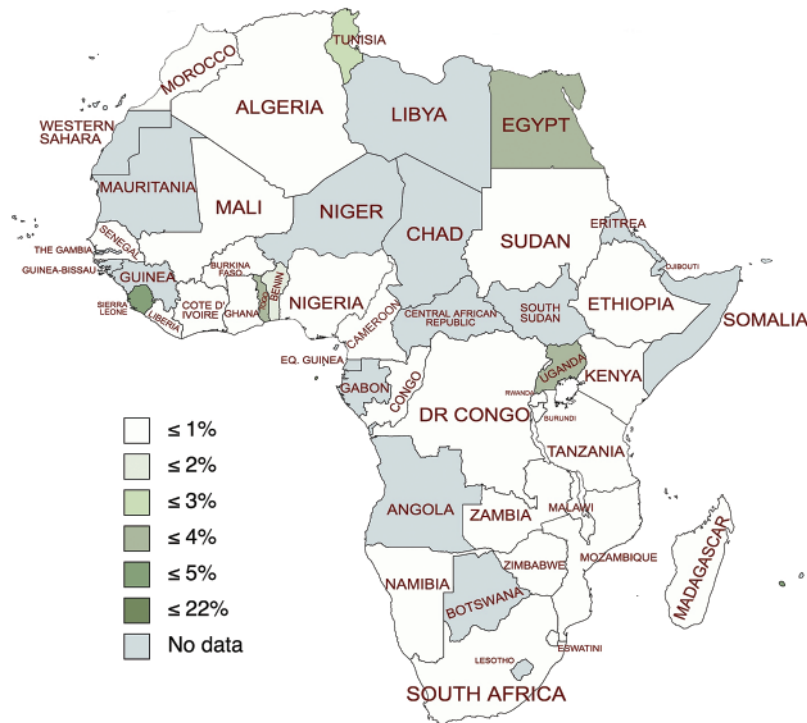 TUNISIA
MOROCCO
ALGERIA
LIBYA
EGYPT
WESTERN
SAHARA
MAURITANIA
MALI
NIGER
CHAD
SUDAN
ERITREA
SENEGAL
THE GAMBIA
GUINEA-BISSAU
GUINEA
BURKINA
FASO
BENIN
TOGO
NIGERIA
DJIBOUTI
SIERRA
LEONE
LIBERIA
COTE D'
IVOIRE
GHANA
CAMEROON
CENTRAL AFRICAN
REPUBLIC
SOUTH
SUDAN
ETHIOPIA
SOMALIA
EQ. GUINEA
GABON
CONGO
DR CONGO
UGANDA
KENYA
RWANDA
BURUNDI
TANZANIA
ANGOLA
ZAMBIA
MALAWI
MOZAMBIQUE
ZIMBABWE
NAMIBIA
BOTSWANA
MADAGASCAR
ESWATINI
LESOTHO
SOUTH AFRICA
≤ 1%
≤ 2%
≤ 3%
≤ 4%
≤ 5%
≤ 22%
No data